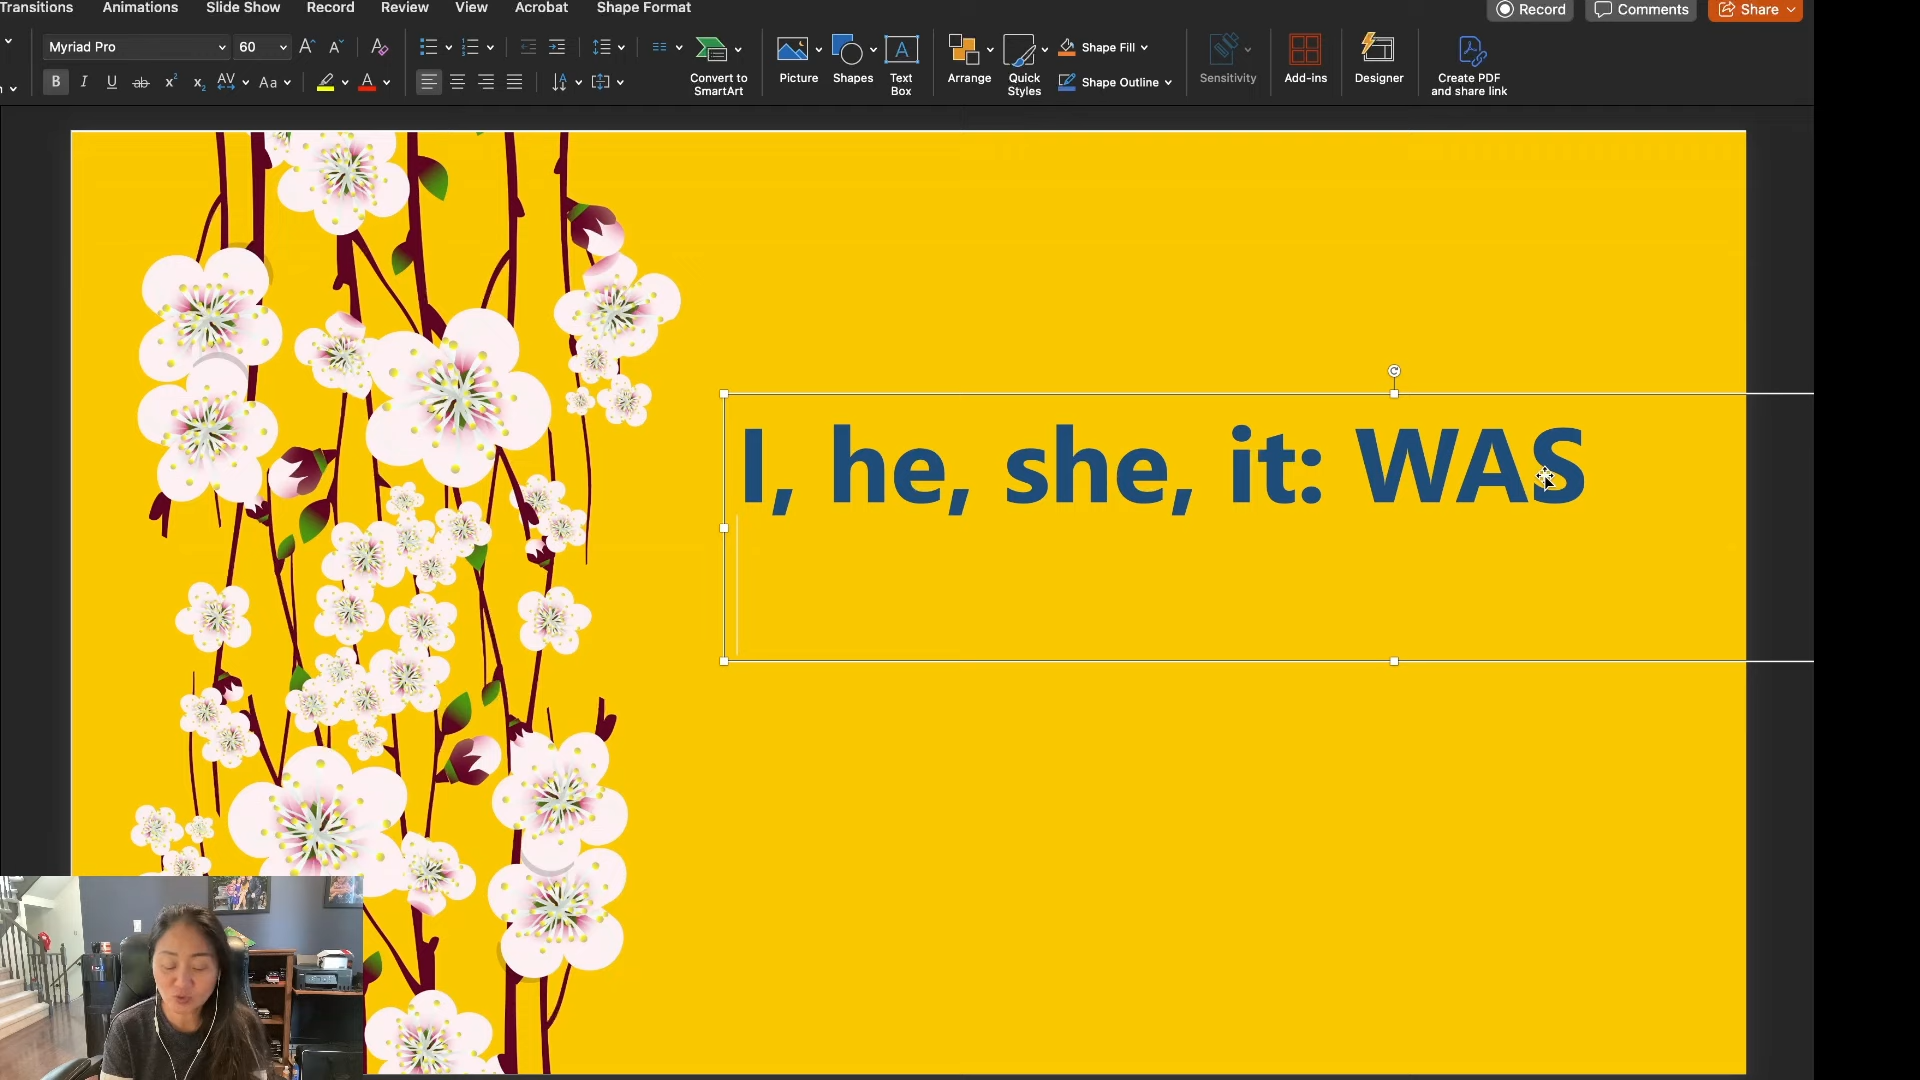 Transitions Animations Slide Show Record Review View Acrobat Shape Format Record Comments Share
Myriad Pro 60
Convert to SmartArt
Picture
Shapes
Text Box
Arrange
Quick Styles
Shape Fill
Shape Outline
Sensitivity
Add-ins
Designer
Create PDF and share link
I, he, she, it: WAS